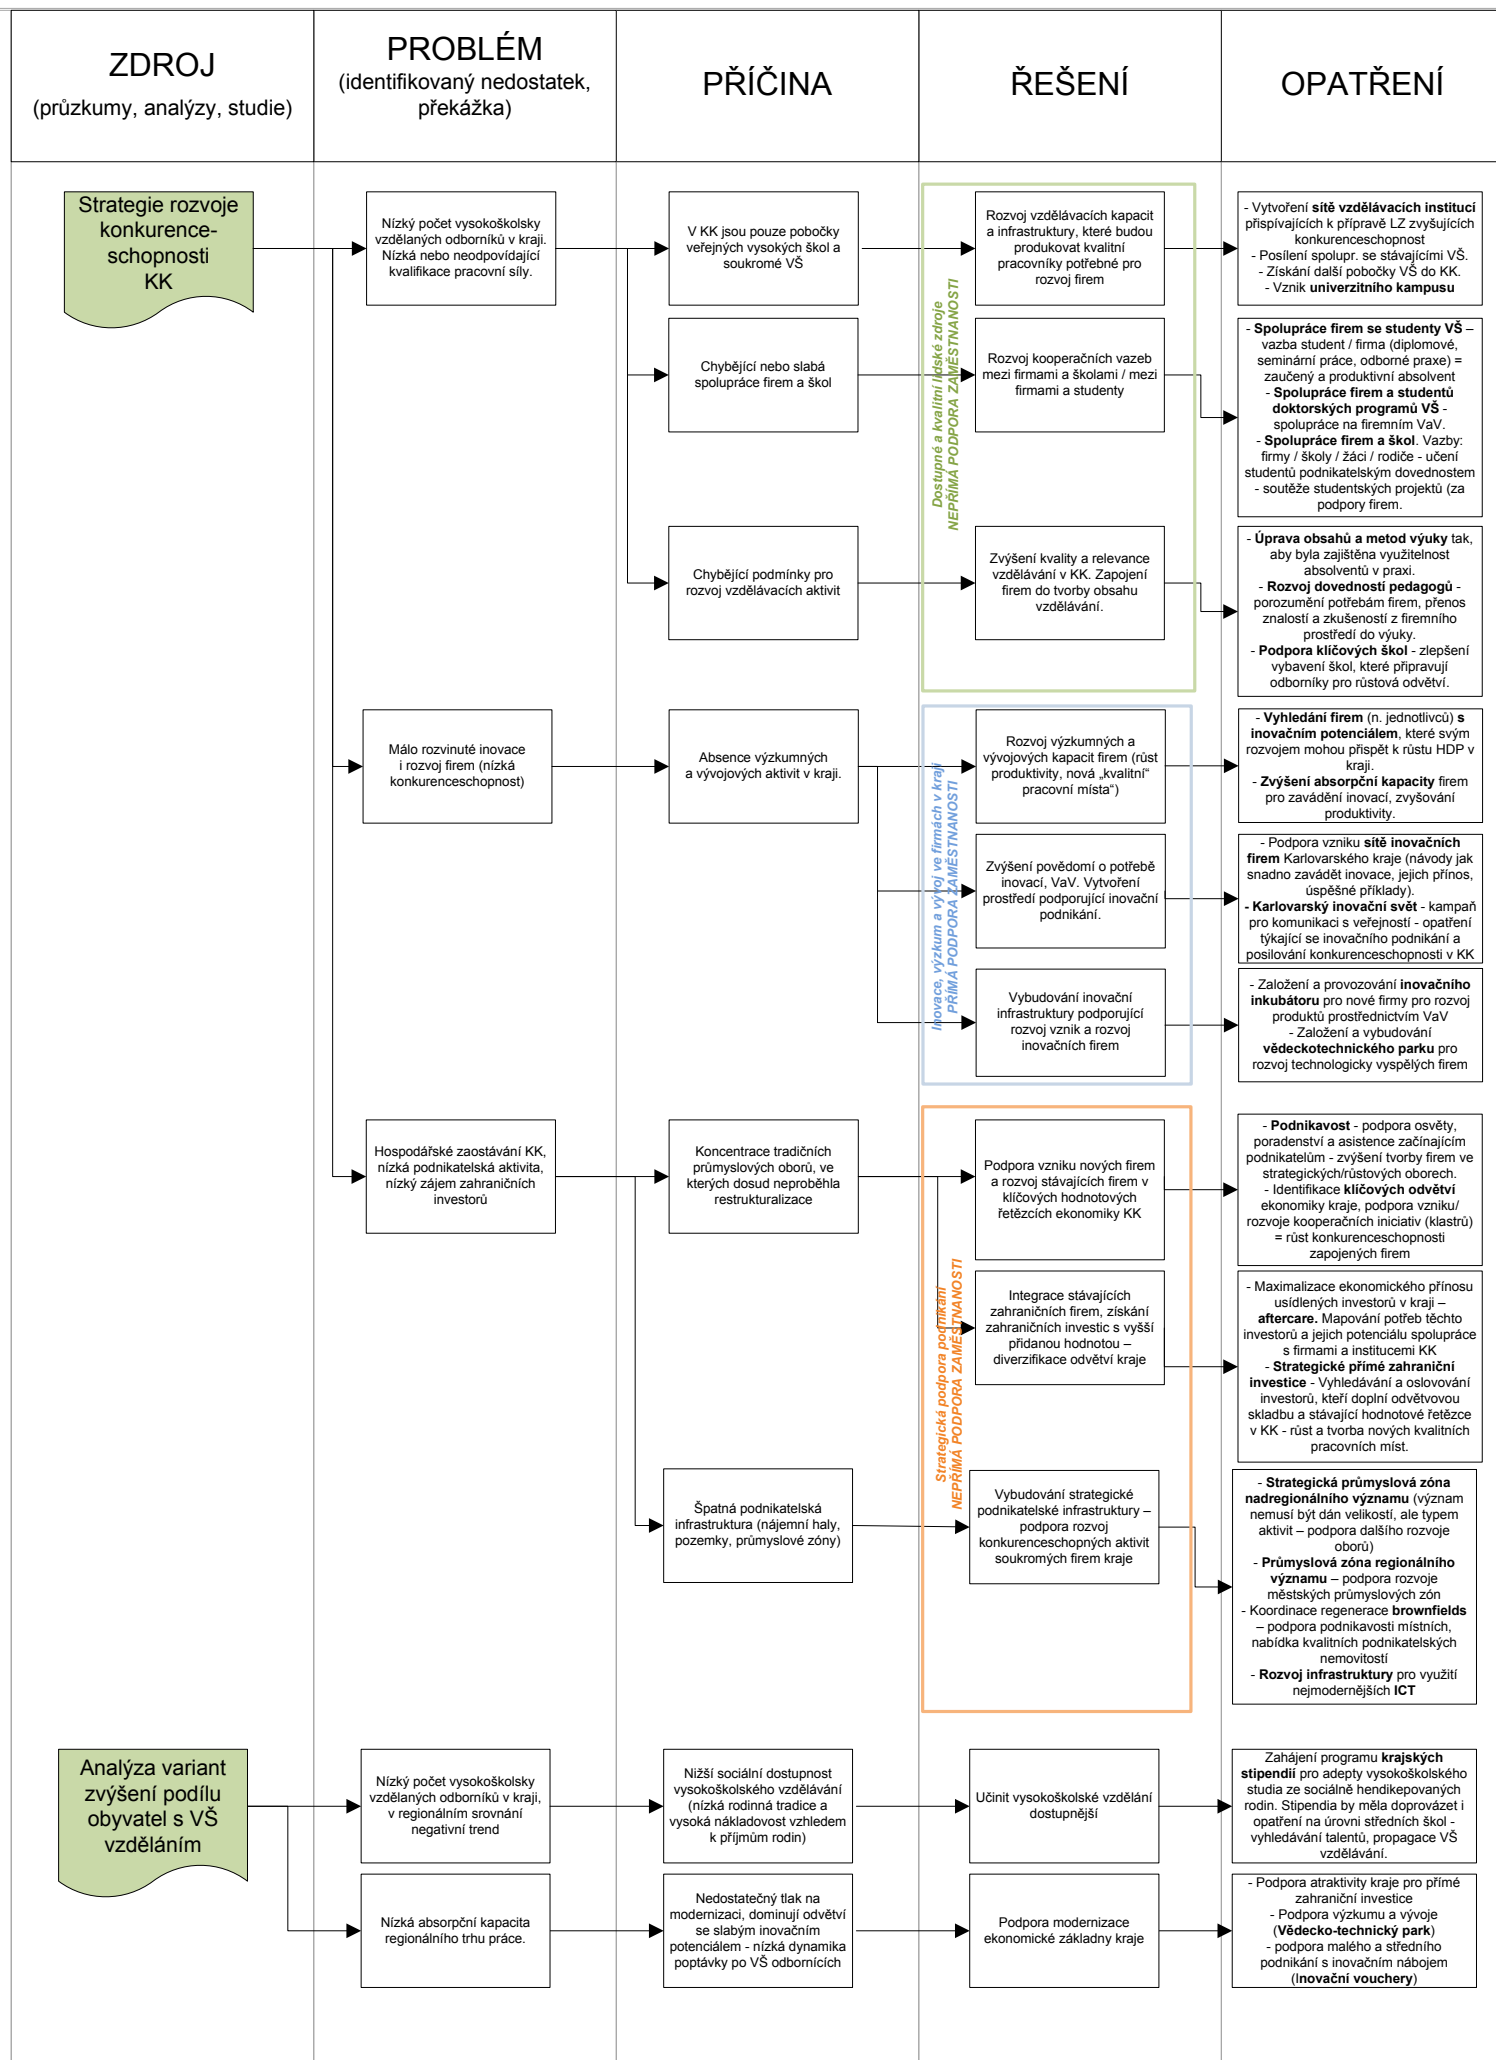 ZDROJ
(průzkumy, analýzy, studie)
PROBLÉM
(identifikovaný nedostatek,
překážka)
PŘÍČINA
ŘEŠENÍ
OPATŘENÍ
Strategie rozvoje
konkurence-
schopnosti
KK
Nízký počet vysokoškolsky
vzdělaných odborníků v kraji.
Nízká nebo neodpovídající
kvalifikace pracovní síly.
V KK jsou pouze pobočky
veřejných vysokých škol a
soukromé VŠ
Rozvoj vzdělávacích kapacit
a infrastruktury, které budou
produkovat kvalitní
pracovníky potřebné pro
rozvoj firem
- Vytvoření sítě vzdělávacích institucí
přispívajících k přípravě LZ zvyšujících
konkurenceschopnost
- Posílení spolupr. se stávajícími VŠ.
- Získání další pobočky VŠ do KK.
- Vznik univerzitního kampusu
Dostupné a kvalitní lidské zdroje
NEPŘÍMÁ PODPORA ZAMĚSTNANOSTI
Chybějící nebo slabá
spolupráce firem a škol
Rozvoj kooperačních vazeb
mezi firmami a školami / mezi
firmami a studenty
- Spolupráce firem se studenty VŠ –
vazba student / firma (diplomové,
seminární práce, odborné praxe) =
zaučený a produktivní absolvent
- Spolupráce firem a studentů
doktorských programů VŠ -
spolupráce na firemním VaV.
- Spolupráce firem a škol. Vazby:
firmy / školy / žáci / rodiče - učení
studentů podnikatelským dovednostem
- soutěže studentských projektů (za
podpory firem.
Chybějící podmínky pro
rozvoj vzdělávacích aktivit
Zvýšení kvality a relevance
vzdělávání v KK. Zapojení
firem do tvorby obsahu
vzdělávání.
- Úprava obsahů a metod výuky tak,
aby byla zajištěna využitelnost
absolventů v praxi.
- Rozvoj dovedností pedagogů -
porozumění potřebám firem, přenos
znalostí a zkušeností z firemního
prostředí do výuky.
- Podpora klíčových škol - zlepšení
vybavení škol, které připravují
odborníky pro růstová odvětví.
Málo rozvinuté inovace
i rozvoj firem (nízká
konkurenceschopnost)
Absence výzkumných
a vývojových aktivit v kraji.
Inovace, výzkum a vývoj ve firmách v kraji
PŘÍMÁ PODPORA ZAMĚSTNANOSTI
Rozvoj výzkumných a
vývojových kapacit firem (růst
produktivity, nová „kvalitní“
pracovní místa“)
- Vyhledání firem (n. jednotlivců) s
inovačním potenciálem, které svým
rozvojem mohou přispět k růstu HDP v
kraji.
- Zvýšení absorpční kapacity firem
pro zavádění inovací, zvyšování
produktivity.
Zvýšení povědomí o potřebě
inovací, VaV. Vytvoření
prostředí podporující inovační
podnikání.
- Podpora vzniku sítě inovačních
firem Karlovarského kraje (návody jak
snadno zavádět inovace, jejich přínos,
úspěšné příklady).
- Karlovarský inovační svět - kampaň
pro komunikaci s veřejností - opatření
týkající se inovačního podnikání a
posilování konkurenceschopnosti v KK
Vybudování inovační
infrastruktury podporující
rozvoj vznik a rozvoj
inovačních firem
- Založení a provozování inovačního
inkubátoru pro nové firmy pro rozvoj
produktů prostřednictvím VaV
- Založení a vybudování
vědeckotechnického parku pro
rozvoj technologicky vyspělých firem
Hospodářské zaostávání KK,
nízká podnikatelská aktivita,
nízký zájem zahraničních
investorů
Koncentrace tradičních
průmyslových oborů, ve
kterých dosud neproběhla
restrukturalizace
Strategická podpora podnikání
NEPŘÍMÁ PODPORA ZAMĚSTNANOSTI
Podpora vzniku nových firem
a rozvoj stávajících firem v
klíčových hodnotových
řetězcích ekonomiky KK
- Podnikavost - podpora osvěty,
poradenství a asistence začínajícím
podnikatelům - zvýšení tvorby firem ve
strategických/růstových oborech.
- Identifikace klíčových odvětví
ekonomiky kraje, podpora vzniku/
rozvoje kooperačních iniciativ (klastrů)
= růst konkurenceschopnosti
zapojených firem
Integrace stávajících
zahraničních firem, získání
zahraničních investic s vyšší
přidanou hodnotou –
diverzifikace odvětví kraje
- Maximalizace ekonomického přínosu
usídlených investorů v kraji –
aftercare. Mapování potřeb těchto
investorů a jejich potenciálu spolupráce
s firmami a institucemi KK
- Strategické přímé zahraniční
investice - Vyhledávání a oslovování
investorů, kteří doplní odvětvovou
skladbu a stávající hodnotové řetězce
v KK - růst a tvorba nových kvalitních
pracovních míst.
Špatná podnikatelská
infrastruktura (nájemní haly,
pozemky, průmyslové zóny)
Vybudování strategické
podnikatelské infrastruktury –
podpora rozvoj
konkurenceschopných aktivit
soukromých firem kraje
- Strategická průmyslová zóna
nadregionálního významu (význam
nemusí být dán velikostí, ale typem
aktivit – podpora dalšího rozvoje
oborů)
- Průmyslová zóna regionálního
významu – podpora rozvoje
městských průmyslových zón
- Koordinace regenerace brownfields
– podpora podnikavosti místních,
nabídka kvalitních podnikatelských
nemovitostí
- Rozvoj infrastruktury pro využití
nejmodernějších ICT
Analýza variant
zvýšení podílu
obyvatel s VŠ
vzděláním
Nízký počet vysokoškolsky
vzdělaných odborníků v kraji,
v regionálním srovnání
negativní trend
Nižší sociální dostupnost
vysokoškolského vzdělávání
(nízká rodinná tradice a
vysoká nákladovost vzhledem
k příjmům rodin)
Učinit vysokoškolské vzdělání
dostupnější
Zahájení programu krajských
stipendií pro adepty vysokoškolského
studia ze sociálně hendikepovaných
rodin. Stipendia by měla doprovázet i
opatření na úrovni středních škol -
vyhledávání talentů, propagace VŠ
vzdělávání.
Nízká absorpční kapacita
regionálního trhu práce.
Nedostatečný tlak na
modernizaci, dominují odvětví
se slabým inovačním
potenciálem - nízká dynamika
poptávky po VŠ odbornících
Podpora modernizace
ekonomické základny kraje
- Podpora atraktivity kraje pro přímé
zahraniční investice
- Podpora výzkumu a vývoje
(Vědecko-technický park)
- podpora malého a středního
podnikání s inovačním nábojem
(Inovační vouchery)